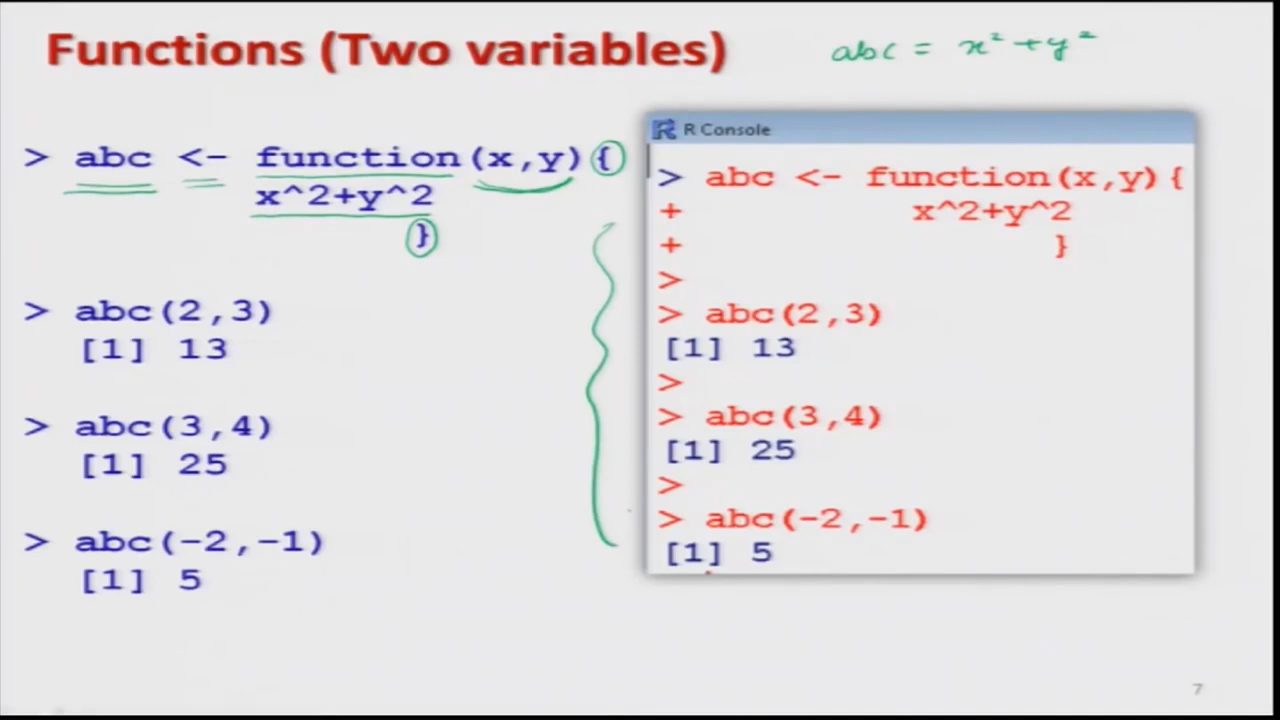 Functions (Two variables)
abc = x² + y²
> abc <- function(x,y){
x^2+y^2
}
> abc(2,3)
[1] 13
> abc(3,4)
[1] 25
> abc(-2,-1)
[1] 5
R Console
> abc <- function(x,y){
+ x^2+y^2
+ }
>
> abc(2,3)
[1] 13
>
> abc(3,4)
[1] 25
>
> abc(-2,-1)
[1] 5
7